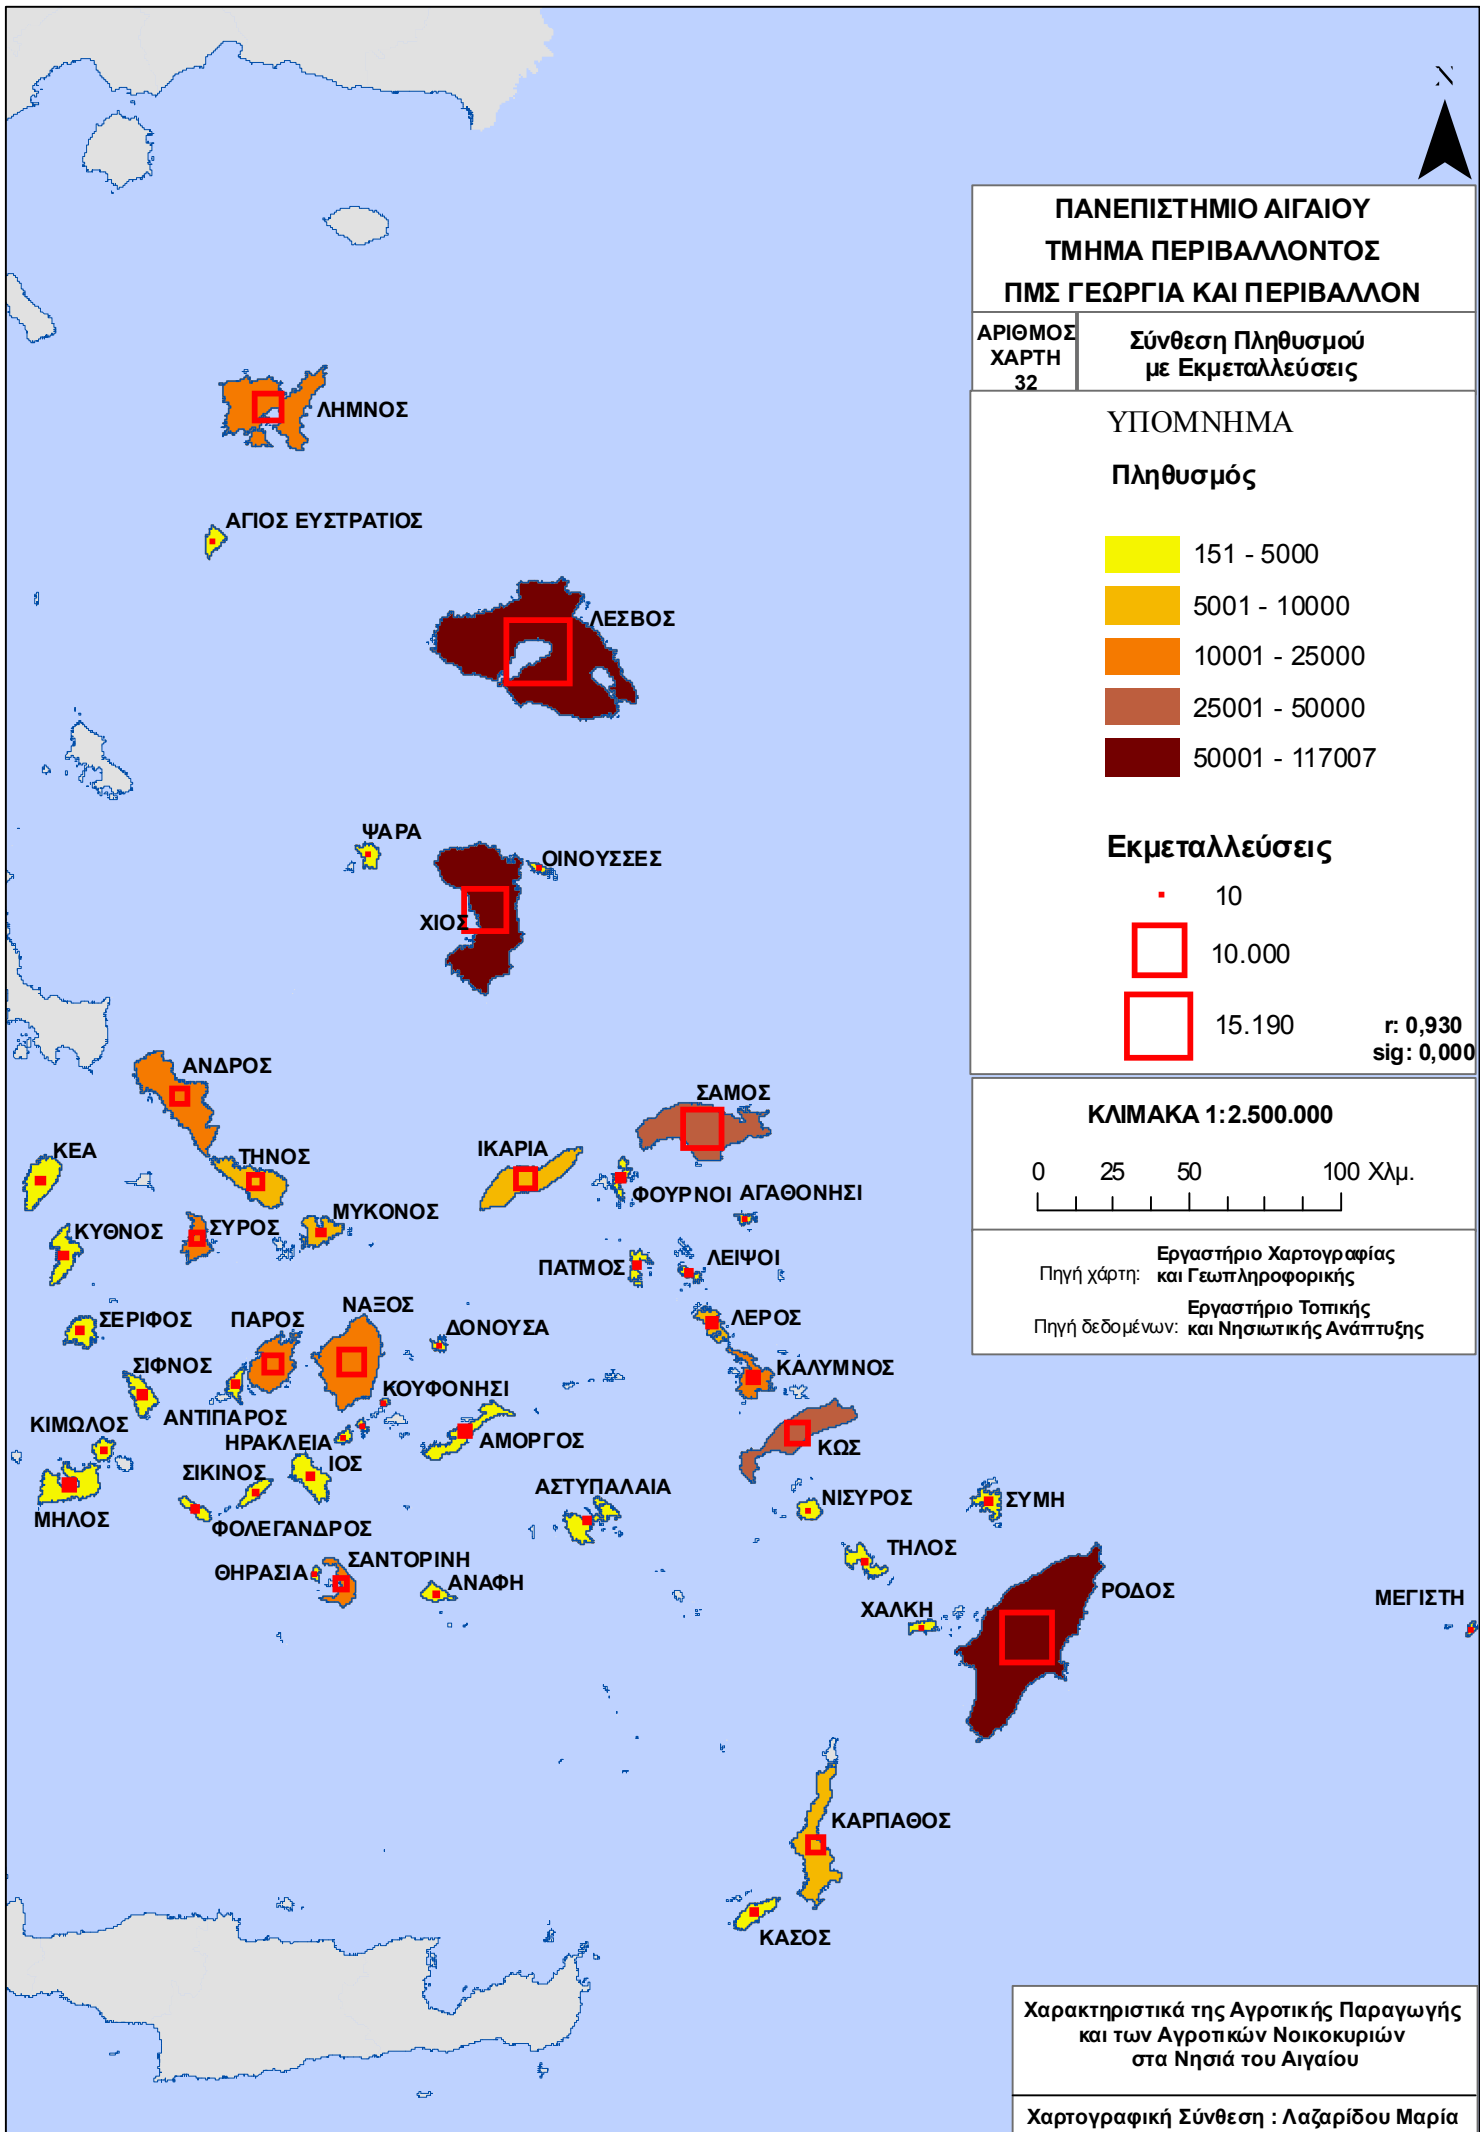 N
ΠΑΝΕΠΙΣΤΗΜΙΟ ΑΙΓΑΙΟΥ
ΤΜΗΜΑ ΠΕΡΙΒΑΛΛΟΝΤΟΣ
ΠΜΣ ΓΕΩΡΓΙΑ ΚΑΙ ΠΕΡΙΒΑΛΛΟΝ
ΑΡΙΘΜΟΣ
ΧΑΡΤΗ
32
Σύνθεση Πληθυσμού
με Εκμεταλλεύσεις
ΥΠΟΜΝΗΜΑ
Πληθυσμός
151 - 5000
5001 - 10000
10001 - 25000
25001 - 50000
50001 - 117007
Εκμεταλλεύσεις
10
10.000
15.190
r: 0,930
sig: 0,000
ΚΛΙΜΑΚΑ 1:2.500.000
0 25 50 100 Χλμ.
Πηγή χάρτη: Εργαστήριο Χαρτογραφίας
και Γεωπληροφορικής
Πηγή δεδομένων: Εργαστήριο Τοπικής
και Νησιωτικής Ανάπτυξης
ΛΗΜΝΟΣ
ΑΓΙΟΣ ΕΥΣΤΡΑΤΙΟΣ
ΛΕΣΒΟΣ
ΨΑΡΑ
ΟΙΝΟΥΣΣΕΣ
ΧΙΟΣ
ΑΝΔΡΟΣ
ΣΑΜΟΣ
ΚΕΑ
ΤΗΝΟΣ
ΙΚΑΡΙΑ
ΦΟΥΡΝΟΙ
ΑΓΑΘΟΝΗΣΙ
ΚΥΘΝΟΣ
ΣΥΡΟΣ
ΜΥΚΟΝΟΣ
ΠΑΤΜΟΣ
ΛΕΙΨΟΙ
ΣΕΡΙΦΟΣ
ΠΑΡΟΣ
ΝΑΞΟΣ
ΔΟΝΟΥΣΑ
ΛΕΡΟΣ
ΣΙΦΝΟΣ
ΑΝΤΙΠΑΡΟΣ
ΚΟΥΦΟΝΗΣΙ
ΚΑΛΥΜΝΟΣ
ΚΙΜΩΛΟΣ
ΗΡΑΚΛΕΙΑ
ΑΜΟΡΓΟΣ
ΚΩΣ
ΣΙΚΙΝΟΣ
ΙΟΣ
ΑΣΤΥΠΑΛΑΙΑ
ΝΙΣΥΡΟΣ
ΣΥΜΗ
ΜΗΛΟΣ
ΦΟΛΕΓΑΝΔΡΟΣ
ΤΗΛΟΣ
ΘΗΡΑΣΙΑ
ΣΑΝΤΟΡΙΝΗ
ΑΝΑΦΗ
ΧΑΛΚΗ
ΡΟΔΟΣ
ΜΕΓΙΣΤΗ
ΚΑΡΠΑΘΟΣ
ΚΑΣΟΣ
Χαρακτηριστικά της Αγροτικής Παραγωγής
και των Αγροτικών Νοικοκυριών
στα Νησιά του Αιγαίου
Χαρτογραφική Σύνθεση : Λαζαρίδου Μαρία